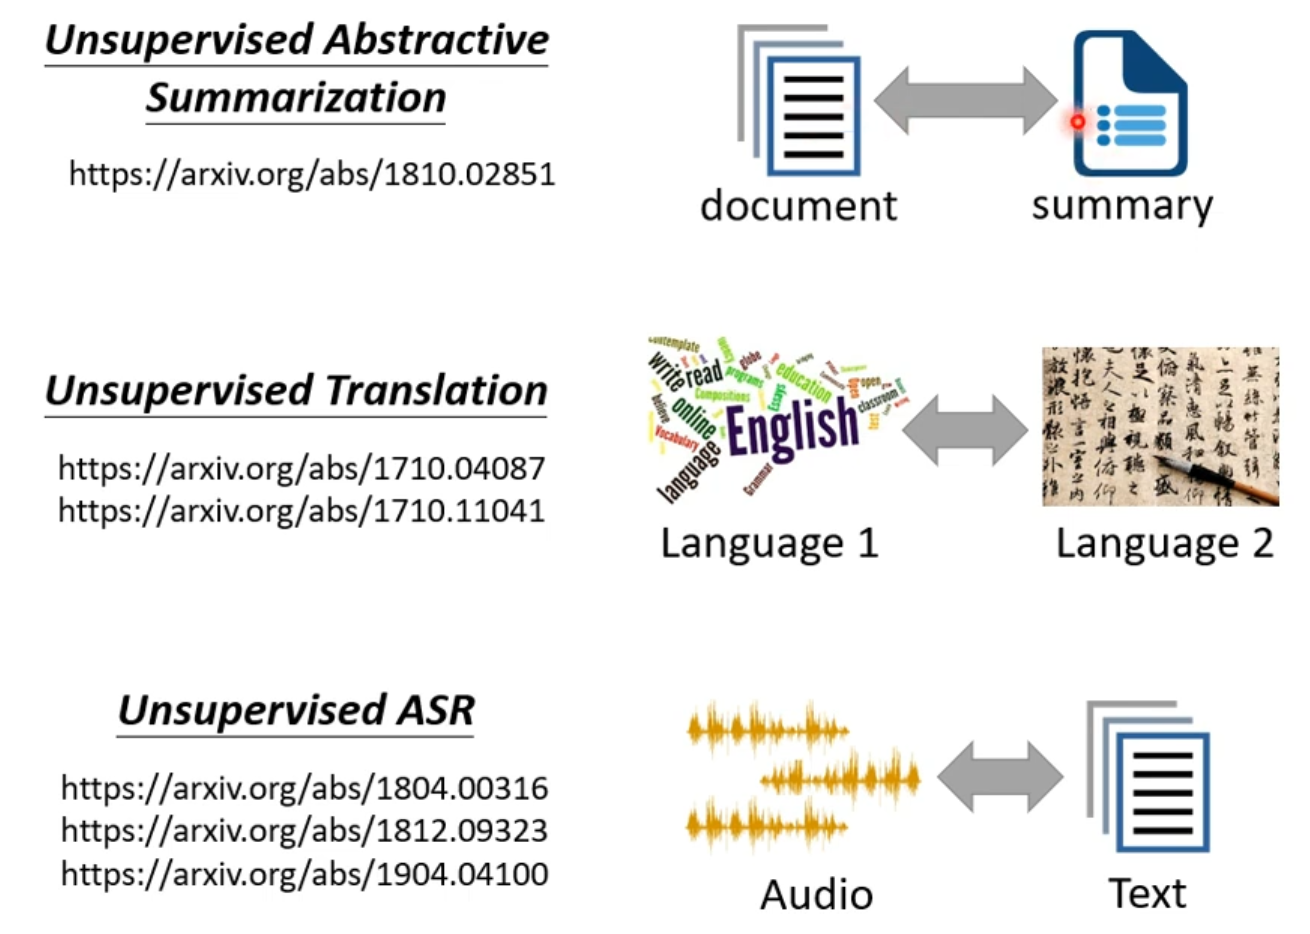 Unsupervised Abstractive
Summarization
https://arxiv.org/abs/1810.02851
document
summary
Unsupervised Translation
https://arxiv.org/abs/1710.04087
https://arxiv.org/abs/1710.11041
contemplate
write
read
globe
programs
education
Compositions
Essays
open
classroom
online
believe
Vocabulary
English
language
Grammar
Language 1
Language 2
Unsupervised ASR
https://arxiv.org/abs/1804.00316
https://arxiv.org/abs/1812.09323
https://arxiv.org/abs/1904.04100
Audio
Text